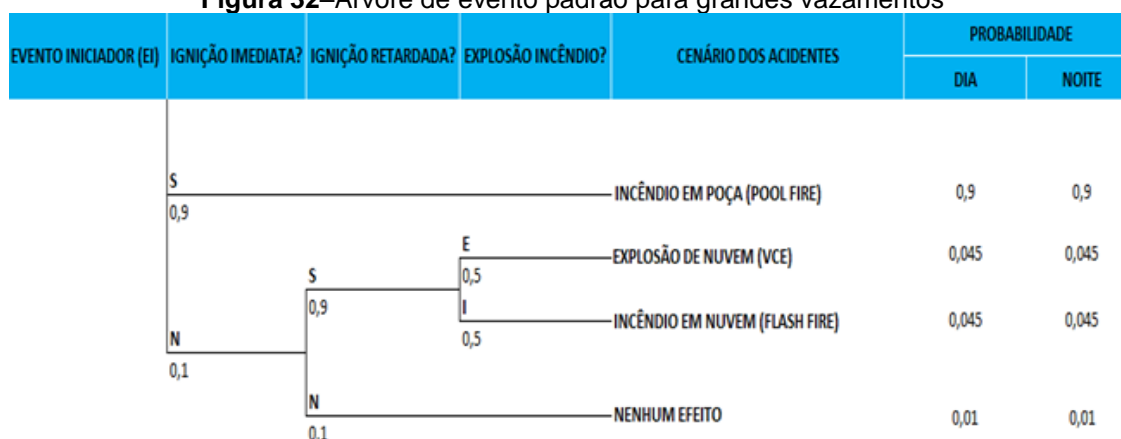 Figura 32–Árvore de evento padrão para grandes vazamentos
EVENTO INICIADOR (EI) IGNIÇÃO IMEDIATA? IGNIÇÃO RETARDADA? EXPLOSÃO INCÊNDIO? CENÁRIO DOS ACIDENTES PROBABILIDADE
DIA NOITE
S
0,9
INCÊNDIO EM POÇA (POOL FIRE) 0,9 0,9
E
0,5
EXPLOSÃO DE NUVEM (VCE) 0,045 0,045
S
0,9
I
0,5
INCÊNDIO EM NUVEM (FLASH FIRE) 0,045 0,045
N
0,1
N
0,1
NENHUM EFEITO 0,01 0,01